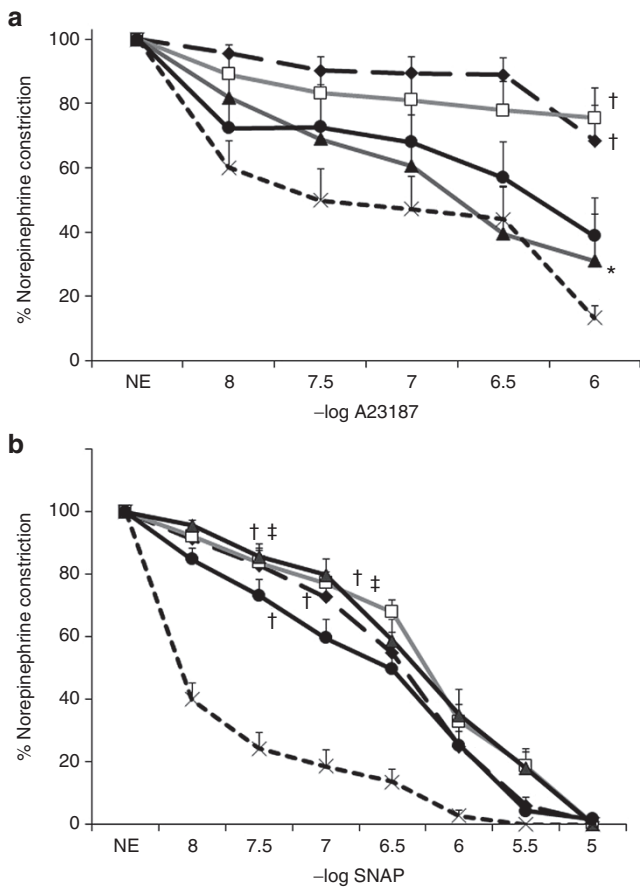 a
% Norepinephrine constriction
100
80
60
40
20
0
†
†
*
NE 8 7.5 7 6.5 6
–log A23187
b
% Norepinephrine constriction
100
80
60
40
20
0
† ‡
† ‡
†
†
NE 8 7.5 7 6.5 6 5.5 5
–log SNAP